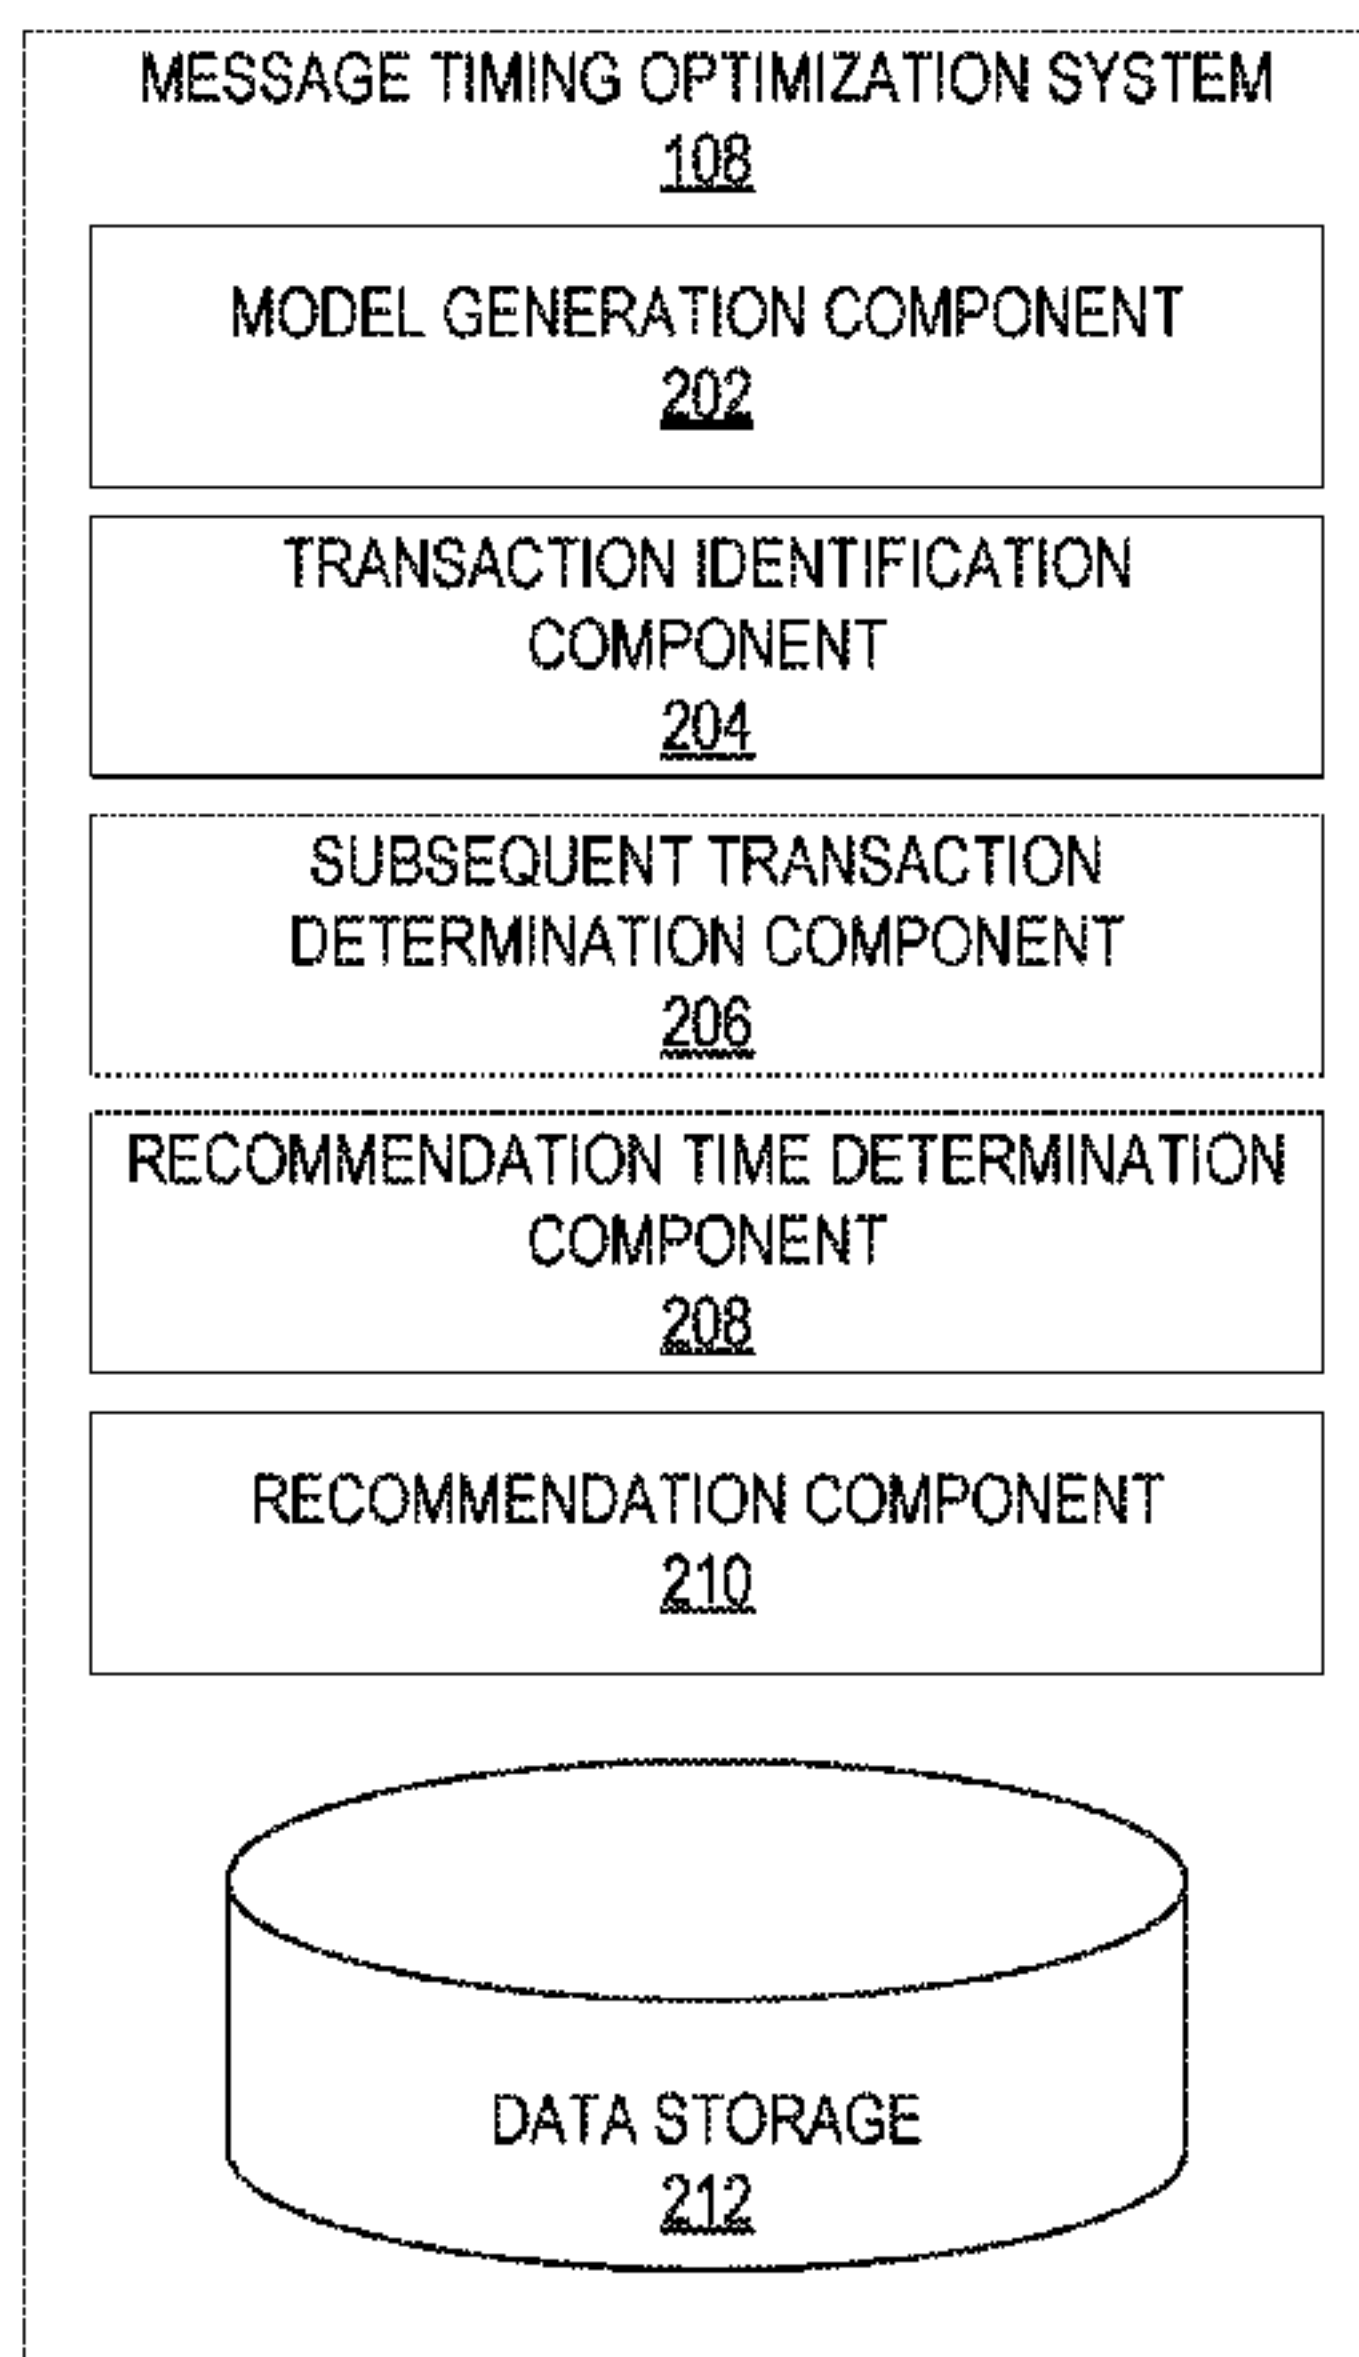 MESSAGE TIMING OPTIMIZATION SYSTEM
108
MODEL GENERATION COMPONENT
202
TRANSACTION IDENTIFICATION
COMPONENT
204
SUBSEQUENT TRANSACTION
DETERMINATION COMPONENT
206
RECOMMENDATION TIME DETERMINATION
COMPONENT
208
RECOMMENDATION COMPONENT
210
DATA STORAGE
212